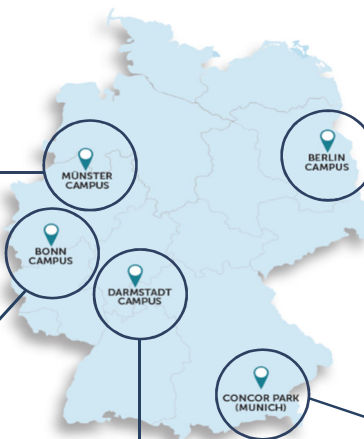 MÜNSTER
CAMPUS
BERLIN
CAMPUS
BONN
CAMPUS
DARMSTADT
CAMPUS
CONCOR PARK
(MUNICH)